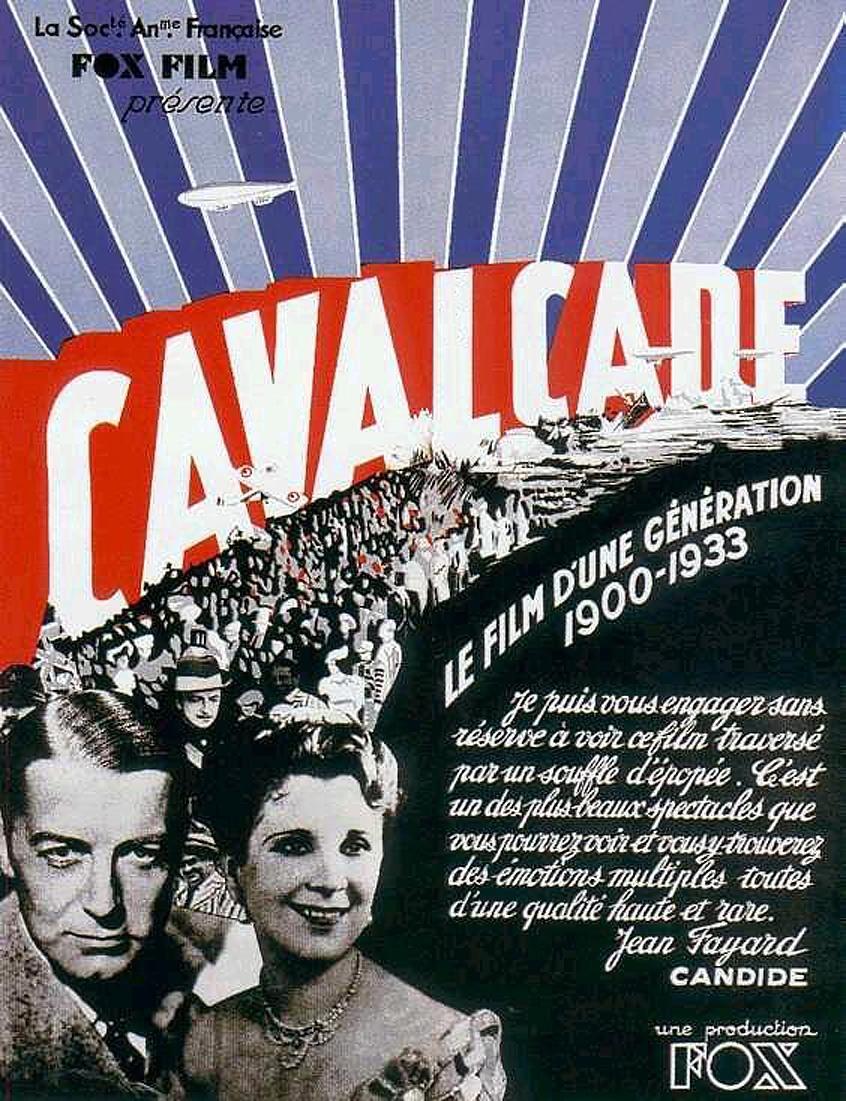 La Socté Anme Française
FOX FILM
présente
CAVALCADE
LE FILM D'UNE GÉNÉRATION
1900-1933
Je puis vous engager sans
réserve à voir ce film traversé
par un souffle d'épopée. C'est
un des plus beaux spectacles que
vous pourrez voir et vous y trouverez
des émotions multiples toutes
d'une qualité haute et rare.
Jean Fayard
CANDIDE
une production
FOX